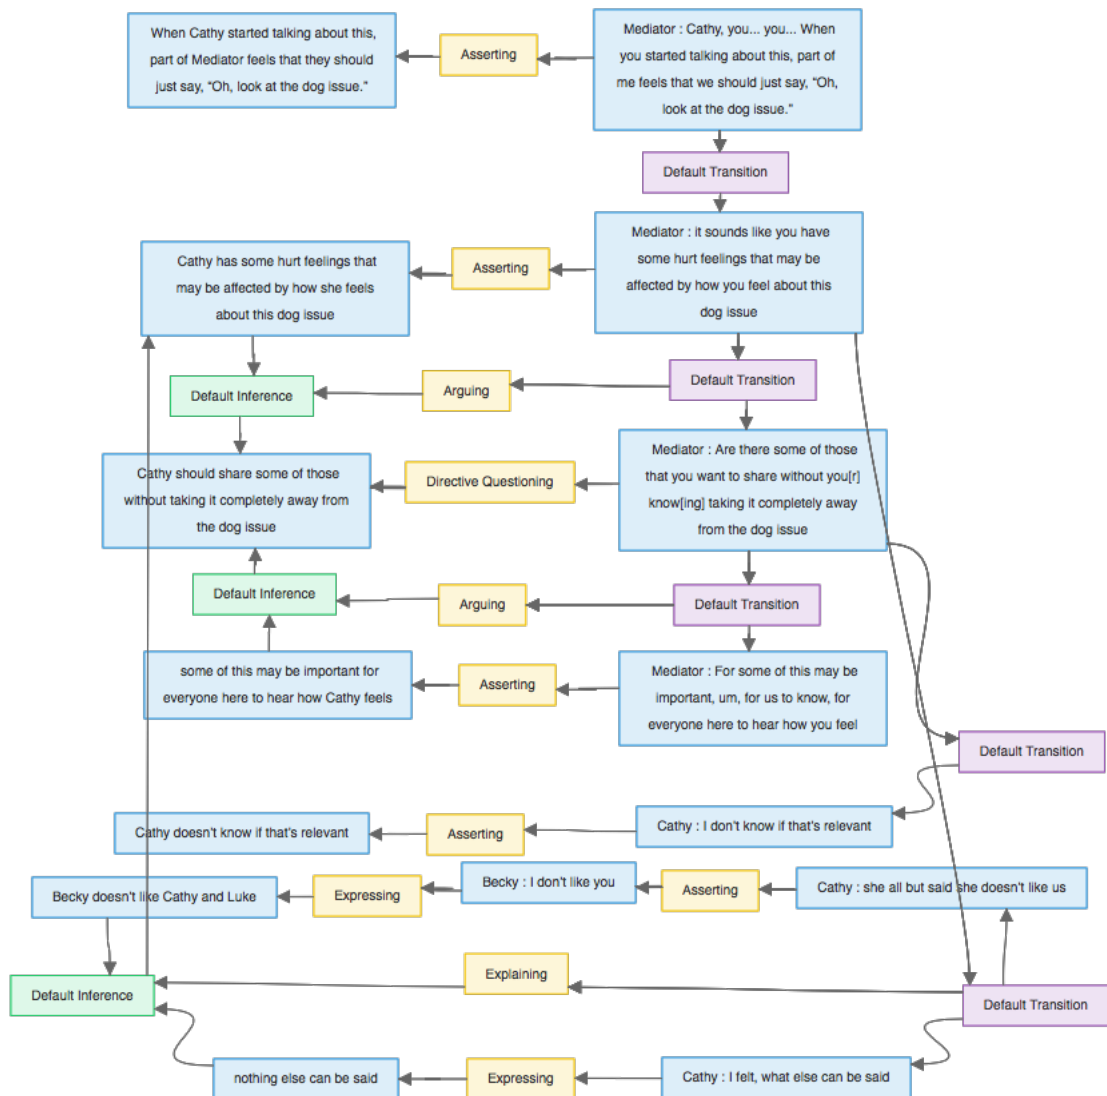 When Cathy started talking about this,
part of Mediator feels that they should
just say, “Oh, look at the dog issue.”
Asserting
Mediator : Cathy, you... you... When
you started talking about this, part of
me feels that we should just say, “Oh,
look at the dog issue.”
Default Transition
Cathy has some hurt feelings that
may be affected by how she feels
about this dog issue
Asserting
Mediator : it sounds like you have
some hurt feelings that may be
affected by how you feel about this
dog issue
Default Inference
Arguing
Default Transition
Cathy should share some of those
without taking it completely away from
the dog issue
Directive Questioning
Mediator : Are there some of those
that you want to share without you[r]
know[ing] taking it completely away
from the dog issue
Default Inference
Arguing
Default Transition
some of this may be important for
everyone here to hear how Cathy feels
Asserting
Mediator : For some of this may be
important, um, for us to know, for
everyone here to hear how you feel
Default Transition
Cathy doesn't know if that's relevant
Asserting
Cathy : I don't know if that's relevant
Becky doesn't like Cathy and Luke
Expressing
Becky : I don't like you
Asserting
Cathy : she all but said she doesn't like us
Default Inference
Explaining
Default Transition
nothing else can be said
Expressing
Cathy : I felt, what else can be said